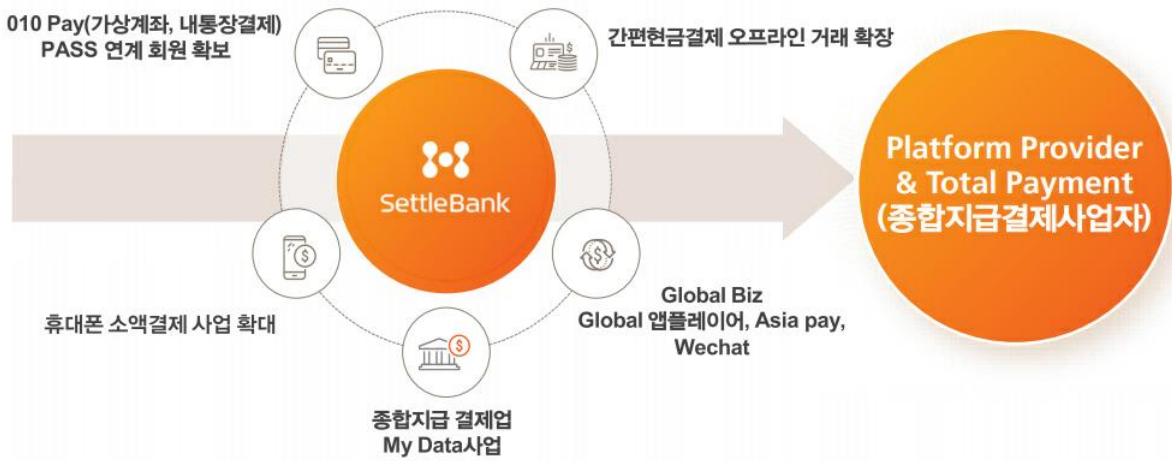 010 Pay(가상계좌, 내통장결제)
PASS 연계 회원 확보
간편현금결제 오프라인 거래 확장
SettleBank
Platform Provider
& Total Payment
(종합지급결제사업자)
휴대폰 소액결제 사업 확대
Global Biz
Global 앱플레이어, Asia pay,
Wechat
종합지급 결제업
My Data사업